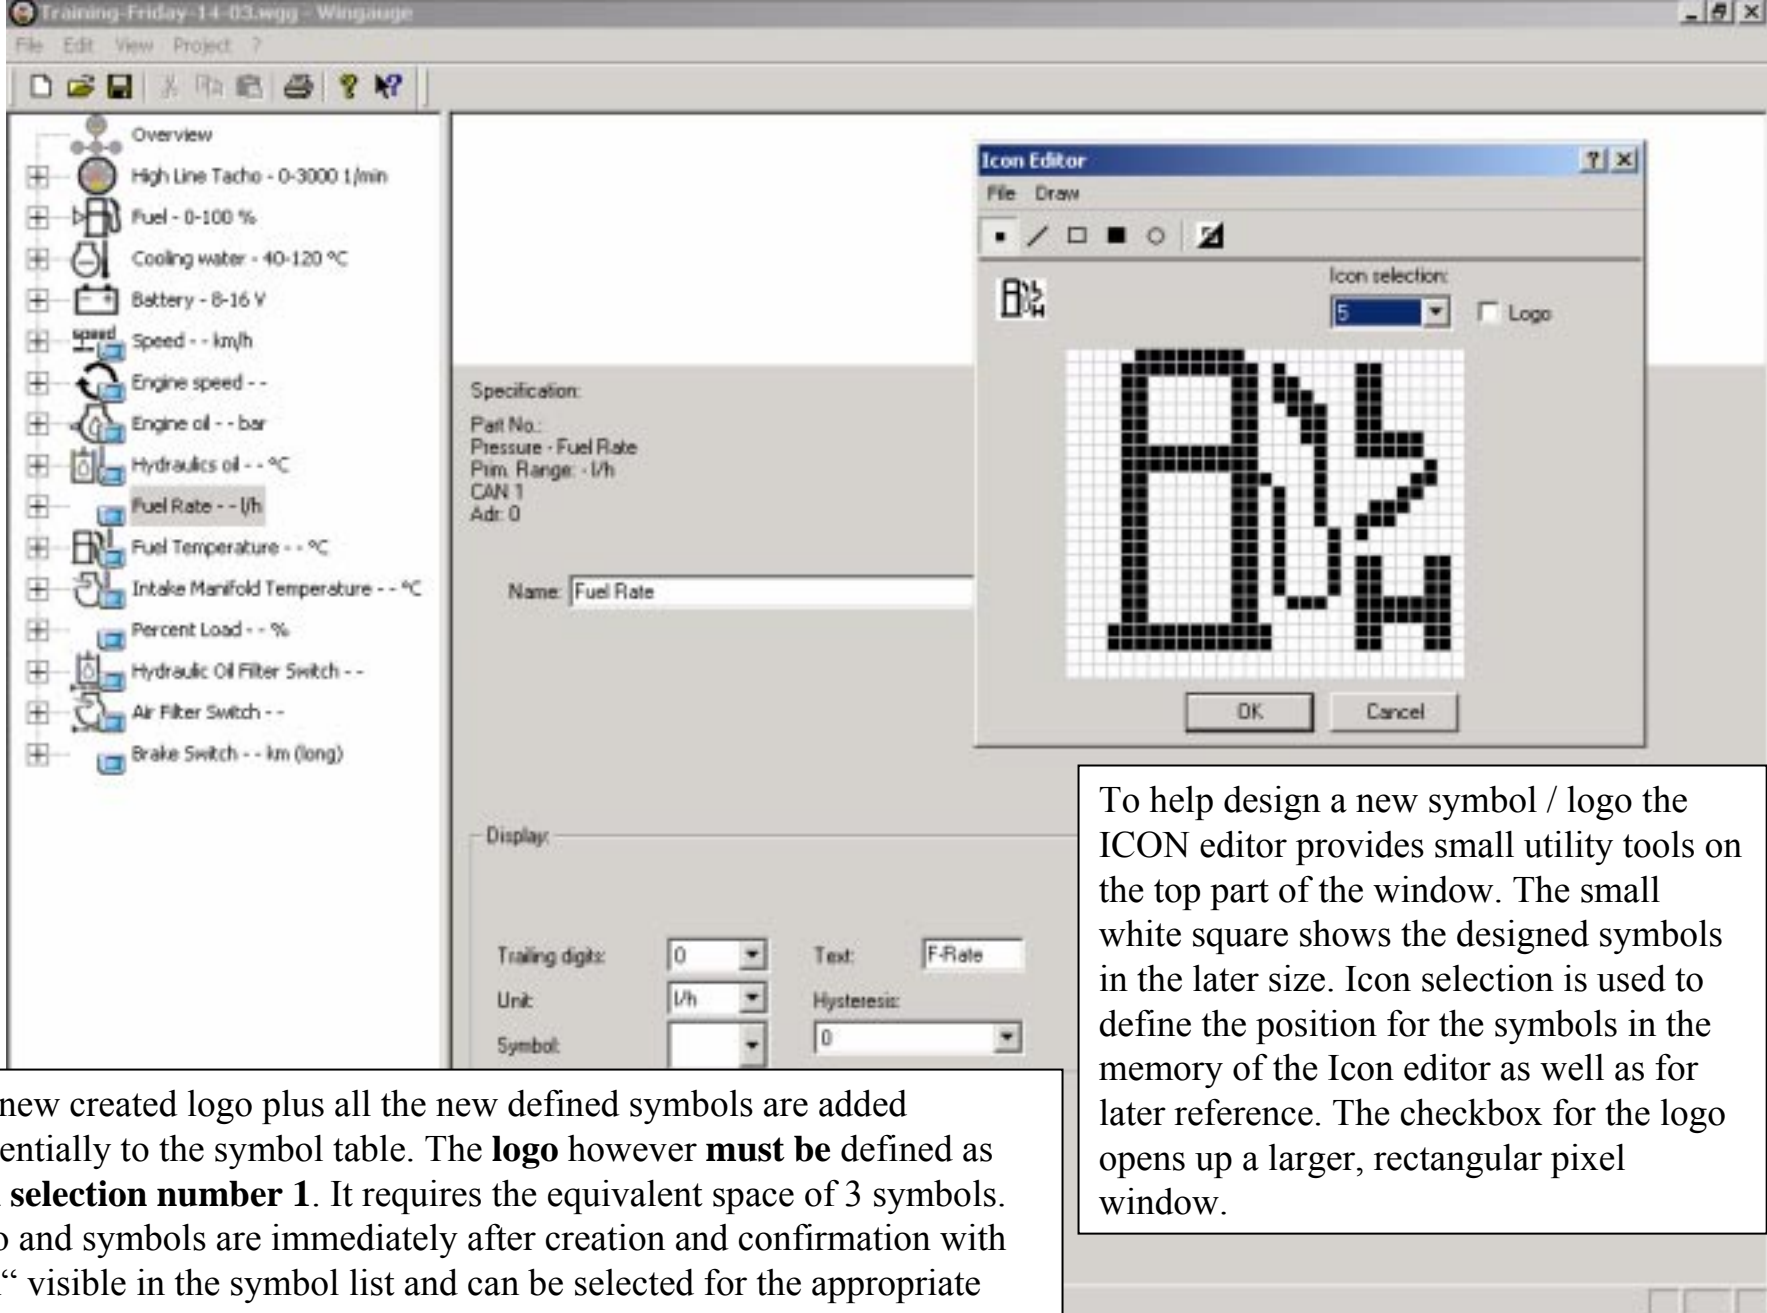 Training-Friday-14-03.wgg - Wingauge
File Edit View Project ?
Overview
High Line Tacho - 0-3000 1/min
Fuel - 0-100 %
Cooling water - 40-120 °C
Battery - 8-16 V
speed
Speed - - km/h
Engine speed - -
Engine oil - - bar
Hydraulics oil - - °C
Fuel Rate - - l/h
Fuel Temperature - - °C
Intake Manifold Temperature - - °C
Percent Load - - %
Hydraulic Oil Filter Switch - -
Air Filter Switch - -
Brake Switch - - km (long)
Specification:
Part No.:
Pressure - Fuel Rate
Prim. Range: - l/h
CAN 1
Adr: 0
Name: Fuel Rate
Display:
Trailing digits: 0 Text: F-Rate
Unit: l/h Hysteresis:
Symbol: 0
Icon Editor
File Draw
Icon selection:
5 Logo
OK Cancel
To help design a new symbol / logo the
ICON editor provides small utility tools on
the top part of the window. The small
white square shows the designed symbols
in the later size. Icon selection is used to
define the position for the symbols in the
memory of the Icon editor as well as for
later reference. The checkbox for the logo
opens up a larger, rectangular pixel
window.
new created logo plus all the new defined symbols are added
entially to the symbol table. The logo however must be defined as
selection number 1. It requires the equivalent space of 3 symbols.
o and symbols are immediately after creation and confirmation with
“ visible in the symbol list and can be selected for the appropriate